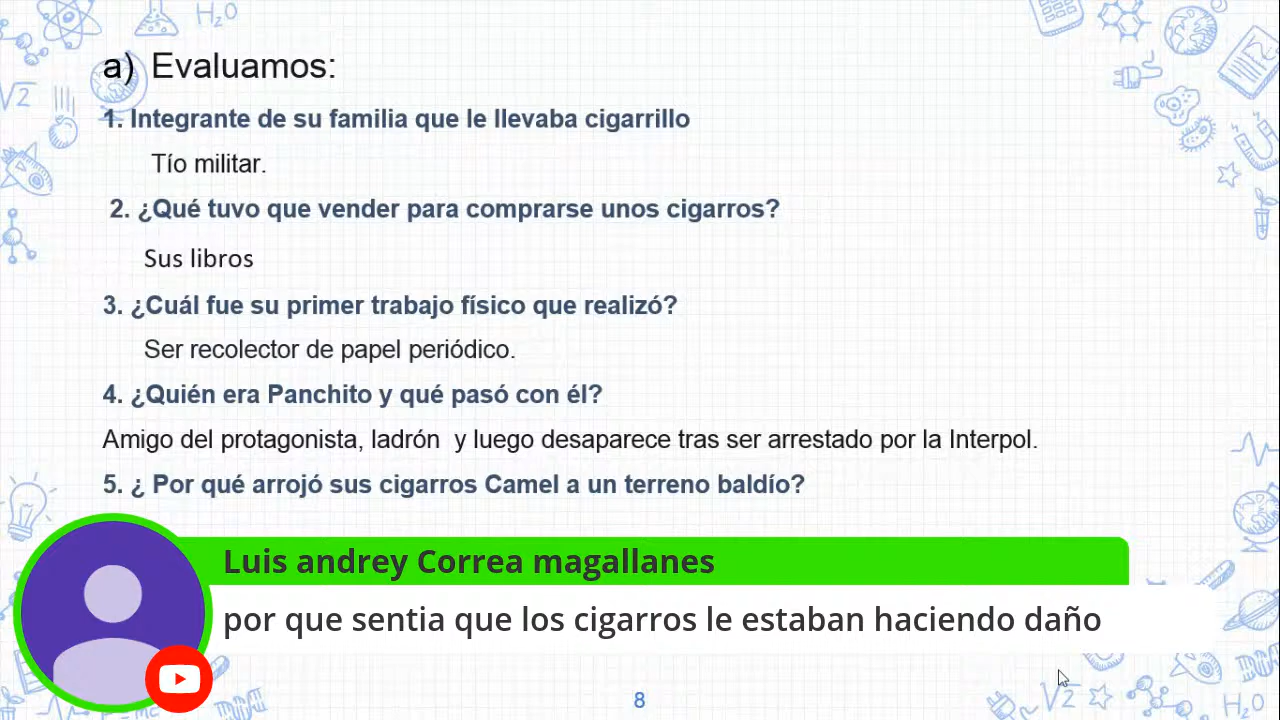 H₂O
√2
a) Evaluamos:
1. Integrante de su familia que le llevaba cigarrillo
Tío militar.
2. ¿Qué tuvo que vender para comprarse unos cigarros?
Sus libros
3. ¿Cuál fue su primer trabajo físico que realizó?
Ser recolector de papel periódico.
4. ¿Quién era Panchito y qué pasó con él?
Amigo del protagonista, ladrón y luego desaparece tras ser arrestado por la Interpol.
5. ¿ Por qué arrojó sus cigarros Camel a un terreno baldío?
Luis andrey Correa magallanes
por que sentia que los cigarros le estaban haciendo daño
8
√2
H₂O